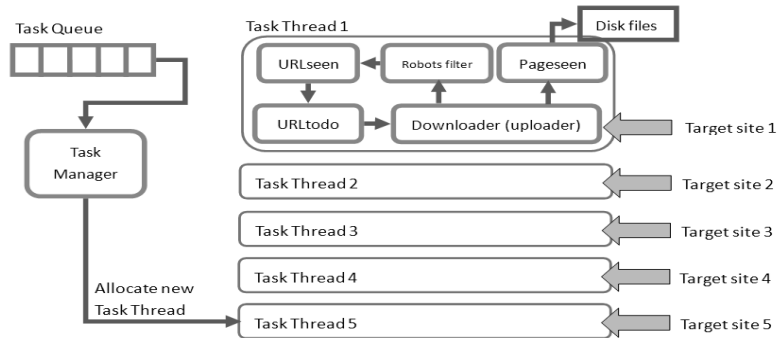 Task Queue
Task Thread 1
Disk files
URLseen
Robots filter
Pageseen
URLtodo
Downloader (uploader)
Target site 1
Task
Manager
Task Thread 2
Target site 2
Task Thread 3
Target site 3
Task Thread 4
Target site 4
Allocate new
Task Thread
Task Thread 5
Target site 5